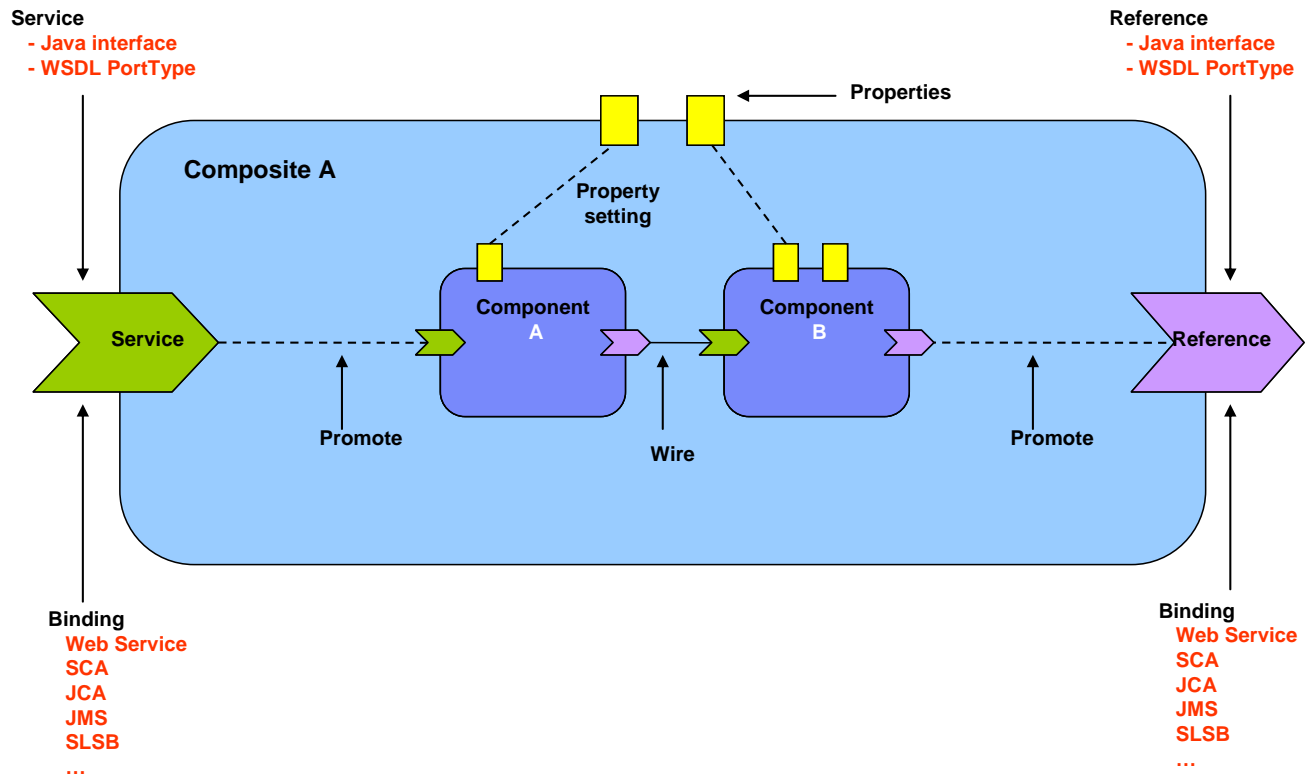 Service
- Java interface
- WSDL PortType
Reference
- Java interface
- WSDL PortType
Properties
Composite A
Property
setting
Component
A
Component
B
Service
Reference
Promote
Wire
Promote
Binding
Web Service
SCA
JCA
JMS
SLSB
…
Binding
Web Service
SCA
JCA
JMS
SLSB
…